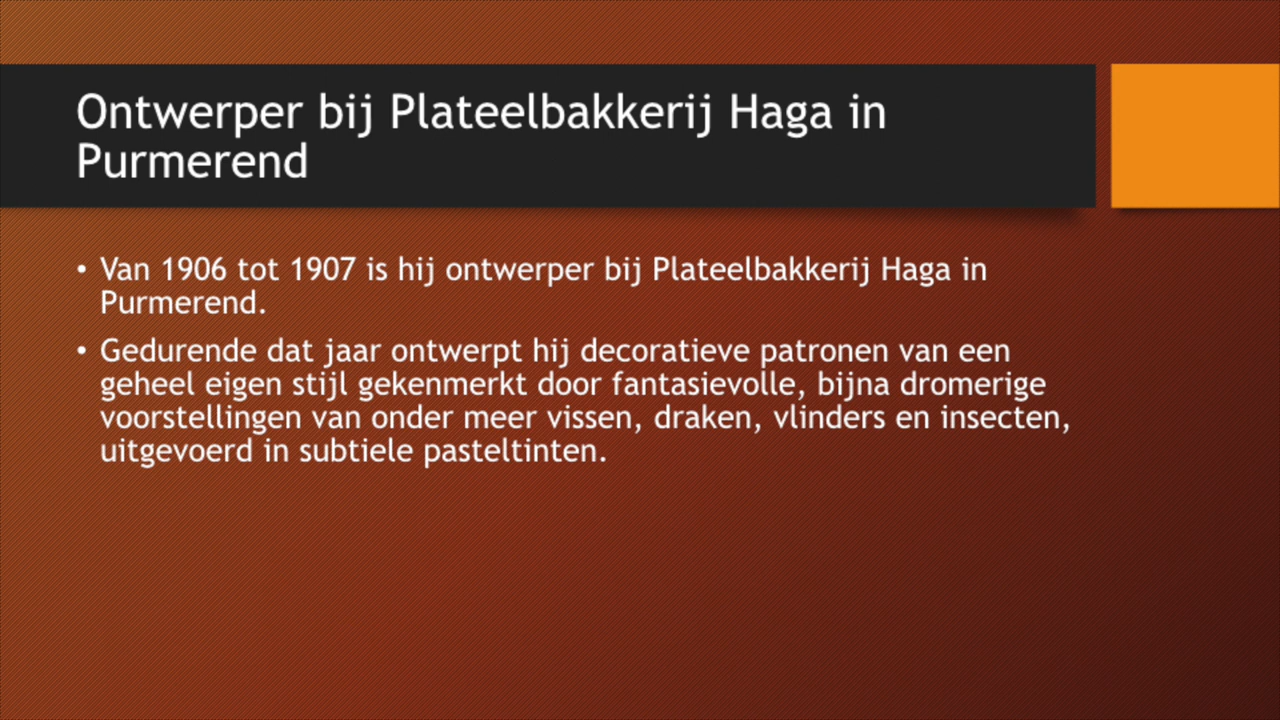 Ontwerper bij Plateelbakkerij Haga in
Purmerend
• Van 1906 tot 1907 is hij ontwerper bij Plateelbakkerij Haga in
Purmerend.
• Gedurende dat jaar ontwerpt hij decoratieve patronen van een
geheel eigen stijl gekenmerkt door fantasievolle, bijna dromerige
voorstellingen van onder meer vissen, draken, vlinders en insecten,
uitgevoerd in subtiele pasteltinten.